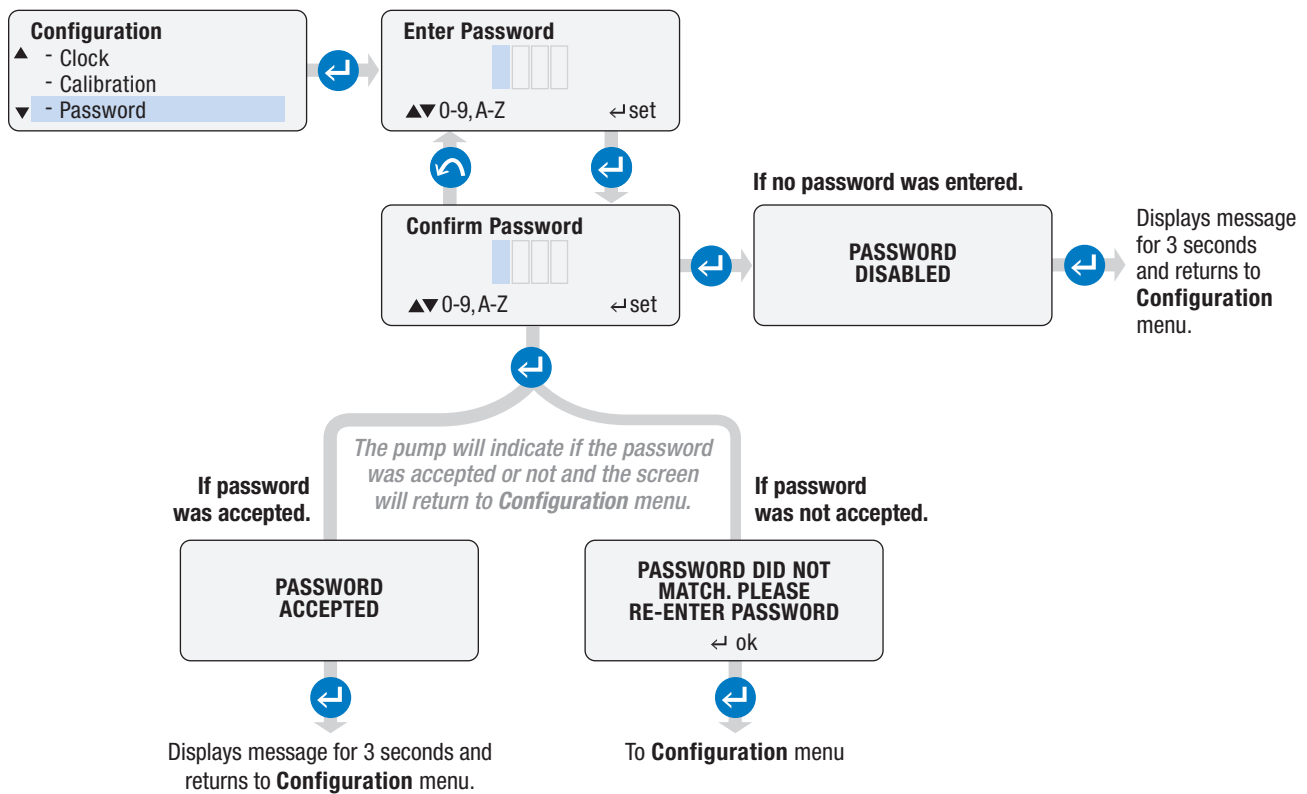 Configuration
▲ - Clock
- Calibration
▼ - Password
Enter Password
▲▼ 0-9, A-Z ↵ set
Confirm Password
▲▼ 0-9, A-Z ↵ set
If no password was entered.
PASSWORD
DISABLED
Displays message
for 3 seconds
and returns to
Configuration
menu.
The pump will indicate if the password
was accepted or not and the screen
will return to Configuration menu.
If password
was accepted.
PASSWORD
ACCEPTED
Displays message for 3 seconds and
returns to Configuration menu.
If password
was not accepted.
PASSWORD DID NOT
MATCH. PLEASE
RE-ENTER PASSWORD
↵ ok
To Configuration menu